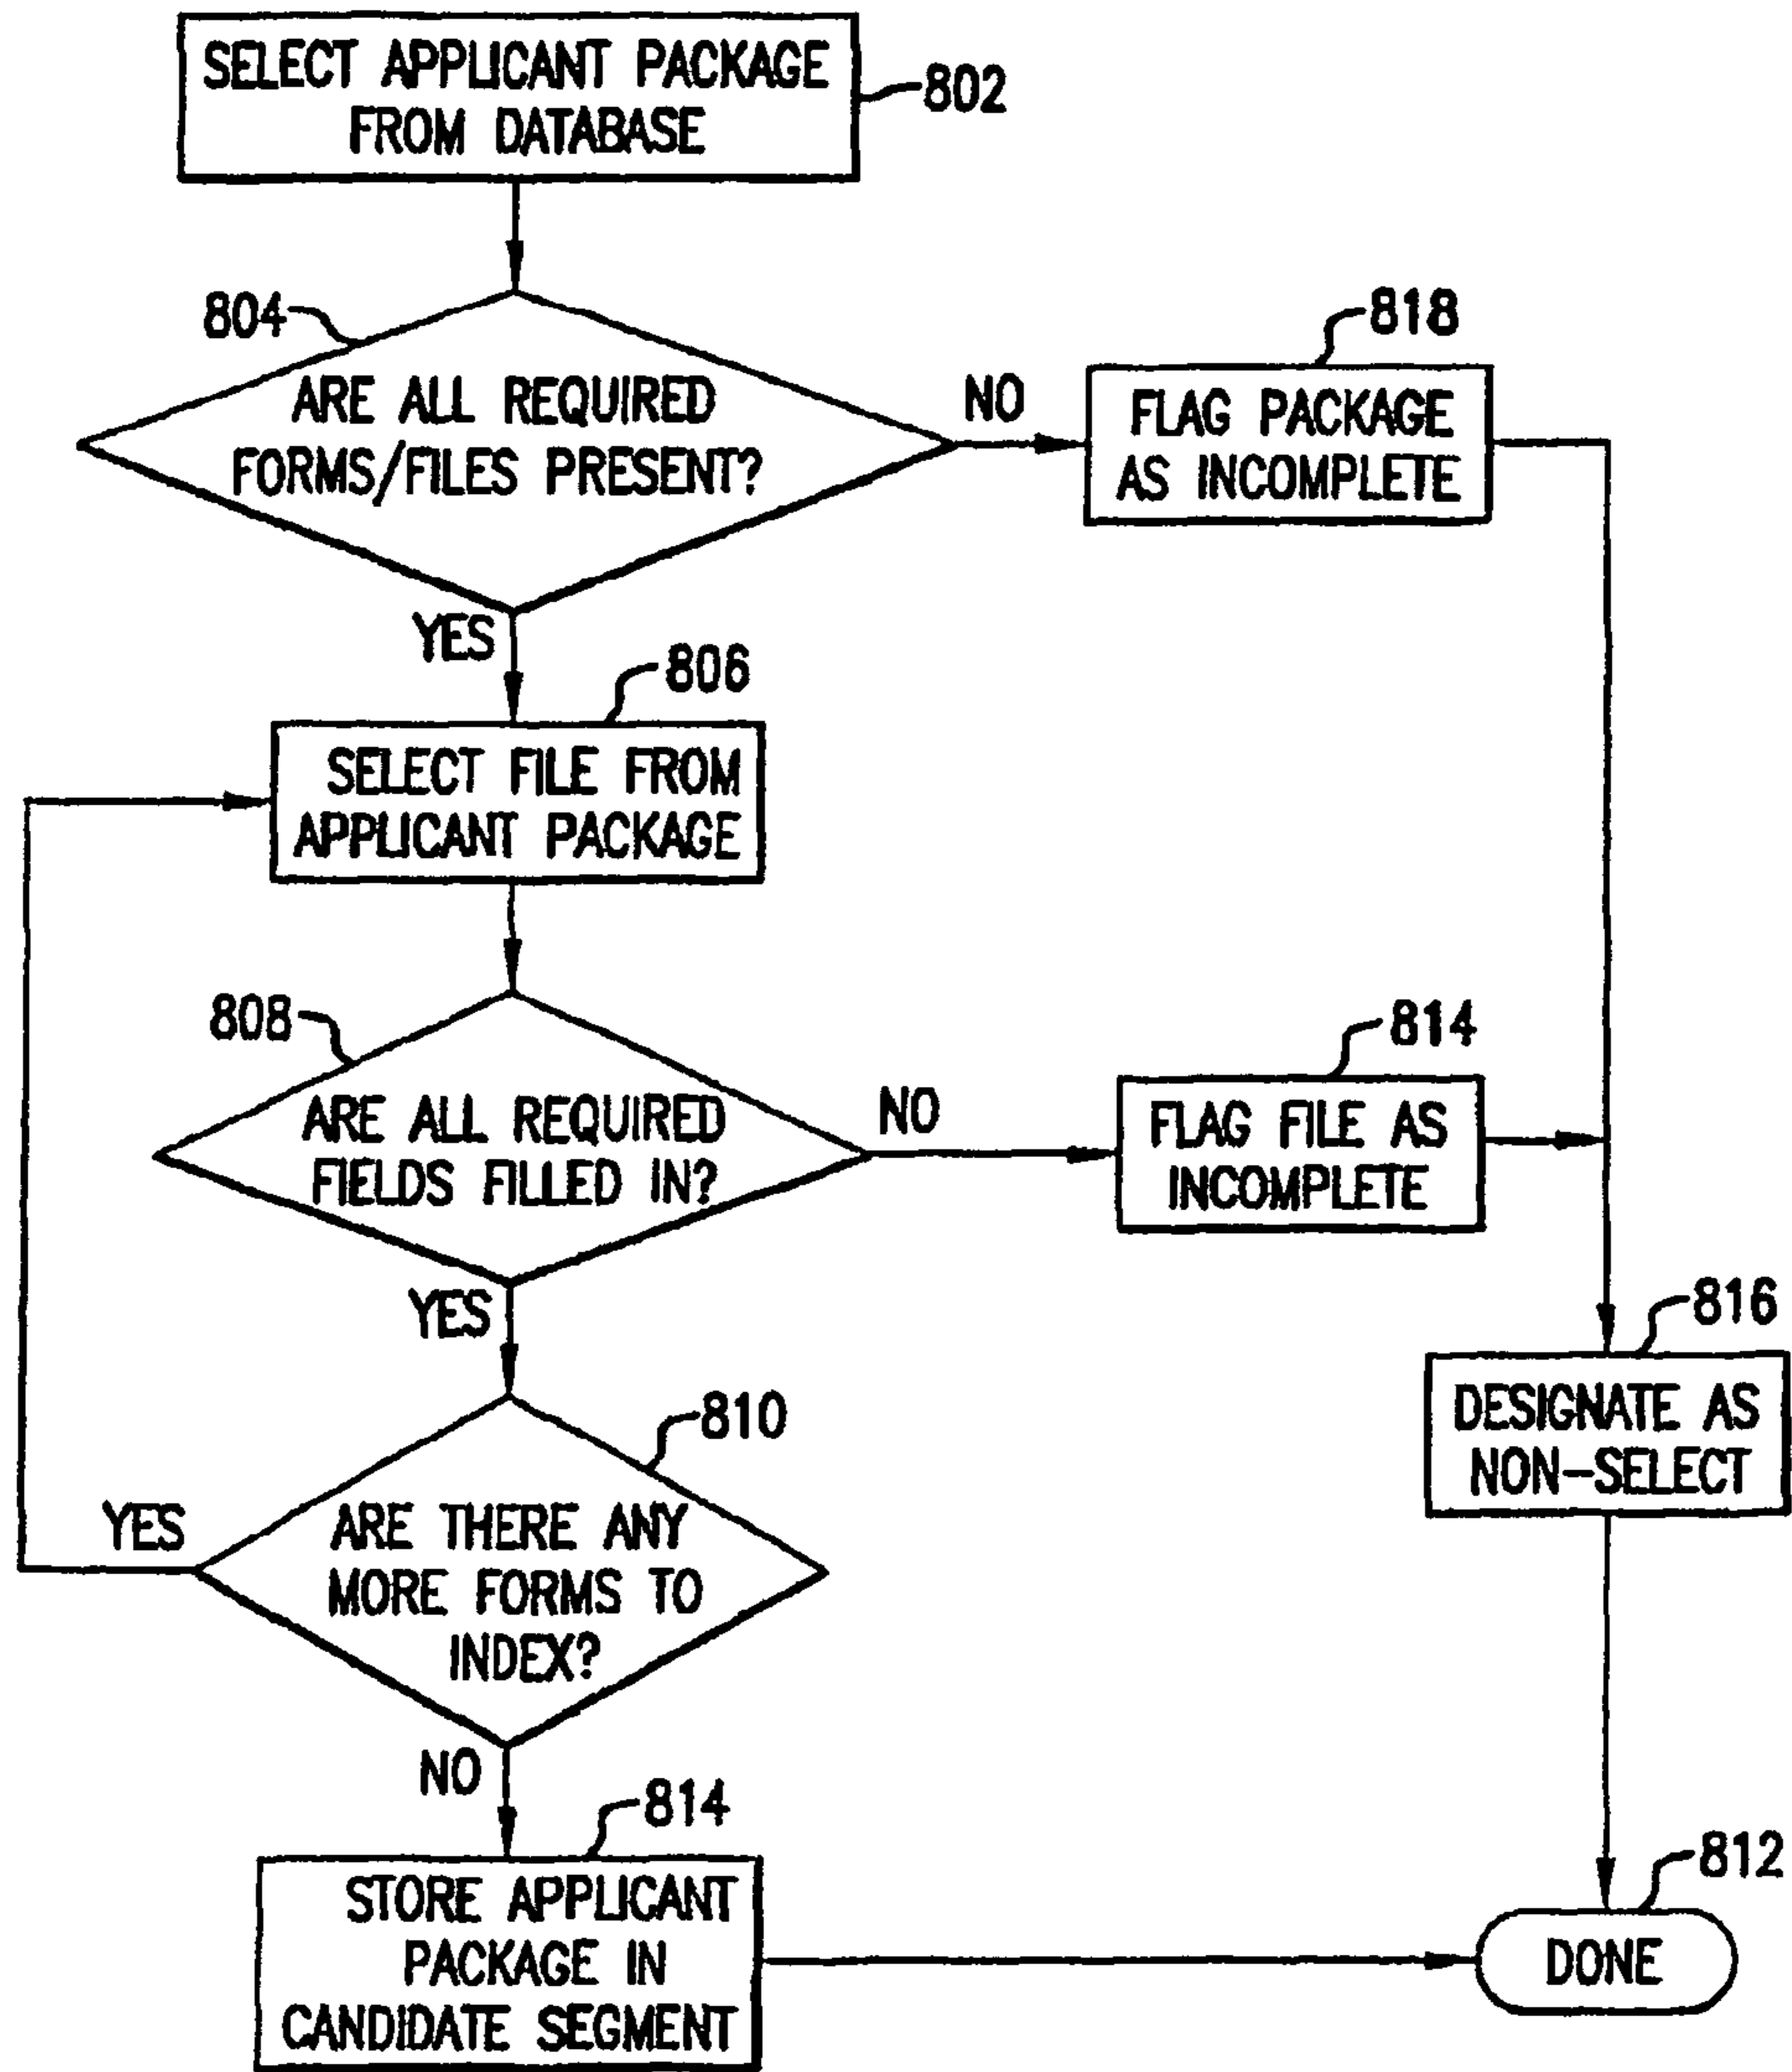 SELECT APPLICANT PACKAGE
FROM DATABASE
802
804
ARE ALL REQUIRED
FORMS/FILES PRESENT?
NO
818
FLAG PACKAGE
AS INCOMPLETE
YES
806
SELECT FILE FROM
APPLICANT PACKAGE
808
ARE ALL REQUIRED
FIELDS FILLED IN?
NO
814
FLAG FILE AS
INCOMPLETE
YES
816
DESIGNATE AS
NON-SELECT
810
ARE THERE ANY
MORE FORMS TO
INDEX?
YES
NO
814
STORE APPLICANT
PACKAGE IN
CANDIDATE SEGMENT
812
DONE